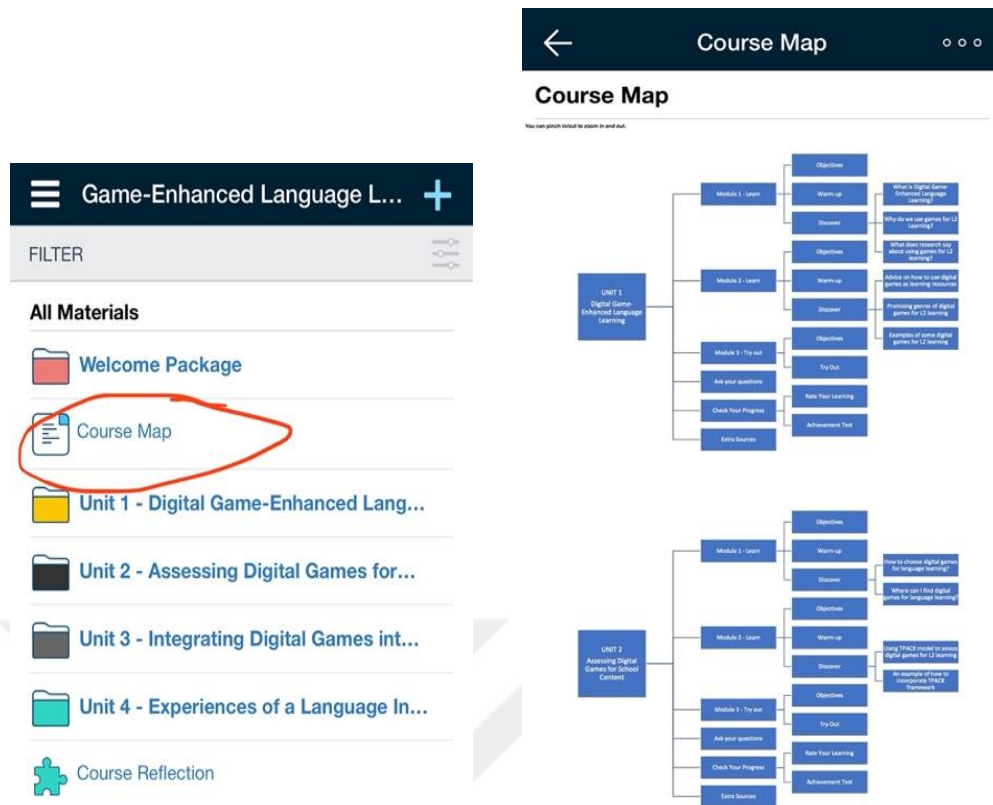 Game-Enhanced Language L...
FILTER
All Materials
Welcome Package
Course Map
Unit 1 - Digital Game-Enhanced Lang...
Unit 2 - Assessing Digital Games for...
Unit 3 - Integrating Digital Games int...
Unit 4 - Experiences of a Language In...
Course Reflection
Course Map
Course Map
You can pinch in/out to zoom in and out.
UNIT 1
Digital Game-
Enhanced Language
Learning
Module 1 - Learn
Objectives
Warm-up
Discover
What is Digital Game-
Enhanced Language
Learning?
Why do we use games for L2
Learning?
What does research say
about using games for L2
learning?
Module 2 - Learn
Objectives
Warm-up
Discover
Advice on how to use digital
games as learning resources
Promising genres of digital
games for L2 learning
Examples of some digital
games for L2 learning
Module 3 - Try out
Objectives
Try Out
Ask your questions
Check Your Progress
Rate Your Learning
Achievement Test
Extra Sources
UNIT 2
Assessing Digital
Games for School
Content
Module 1 - Learn
Objectives
Warm-up
Discover
How to choose digital games
for language learning?
Where can I find digital
games for language learning?
Module 2 - Learn
Objectives
Warm-up
Discover
Using TPACK model to assess
digital games for L2 learning
An example of how to
incorporate TPACK
Framework
Module 3 - Try out
Objectives
Try Out
Ask your questions
Check Your Progress
Rate Your Learning
Achievement Test
Extra Sources